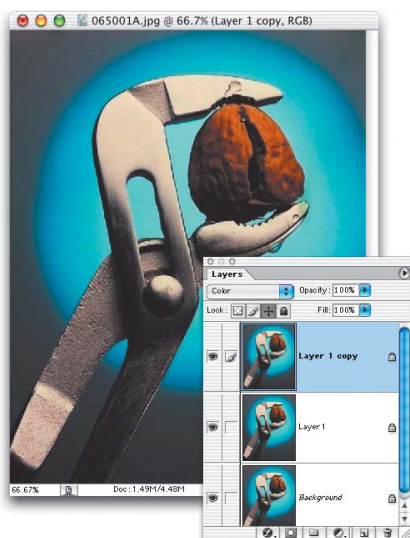 065001A.jpg @ 66.7% (Layer 1 copy, RGB)
Layers
Color Opacity: 100%
Lock: Fill: 100%
Layer 1 copy
Layer 1
Background
66.67% Doc: 1.49M/4.48M